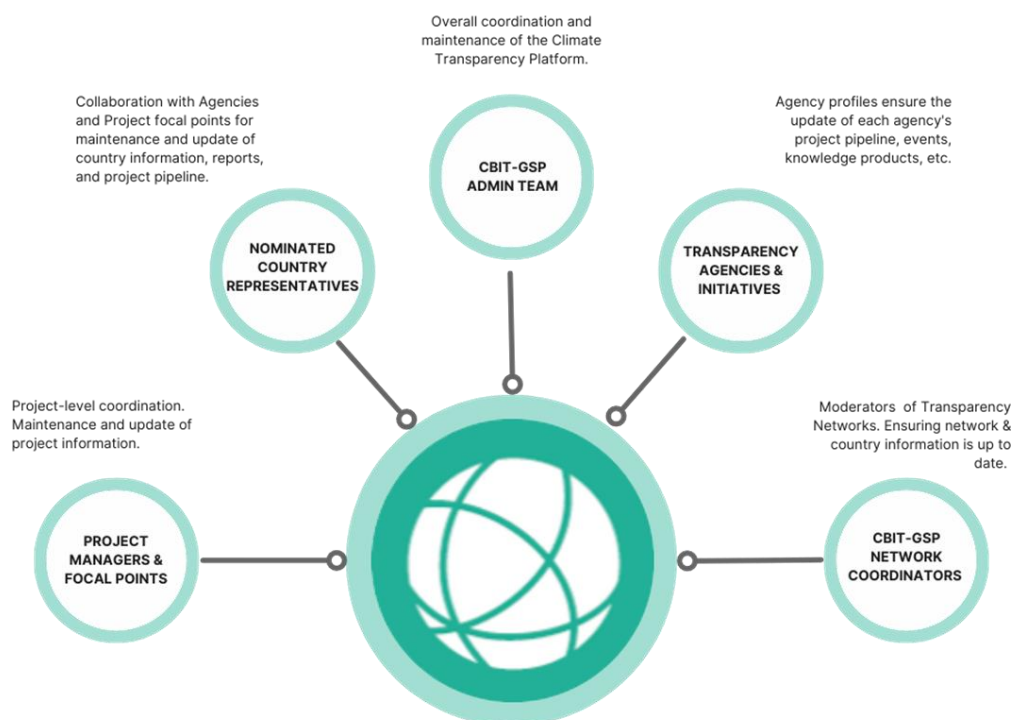 Overall coordination and
maintenance of the Climate
Transparency Platform.
CBIT-GSP
ADMIN TEAM
Collaboration with Agencies
and Project focal points for
maintenance and update of
country information, reports,
and project pipeline.
NOMINATED
COUNTRY
REPRESENTATIVES
Agency profiles ensure the
update of each agency's
project pipeline, events,
knowledge products, etc.
TRANSPARENCY
AGENCIES &
INITIATIVES
Project-level coordination.
Maintenance and update of
project information.
PROJECT
MANAGERS &
FOCAL POINTS
Moderators of Transparency
Networks. Ensuring network &
country information is up to
date.
CBIT-GSP
NETWORK
COORDINATORS